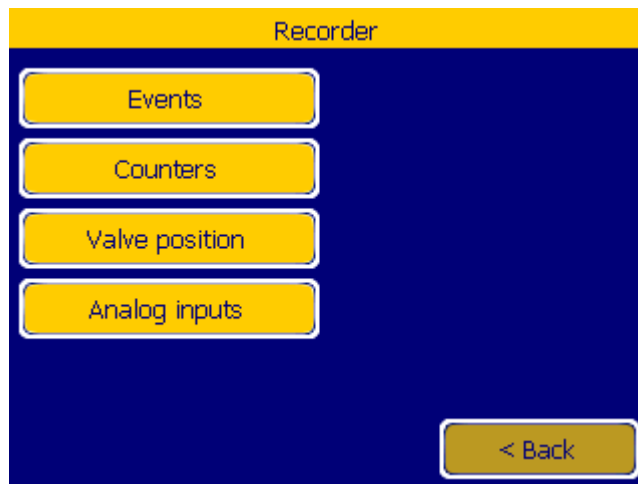 Recorder
Events
Counters
Valve position
Analog inputs
< Back